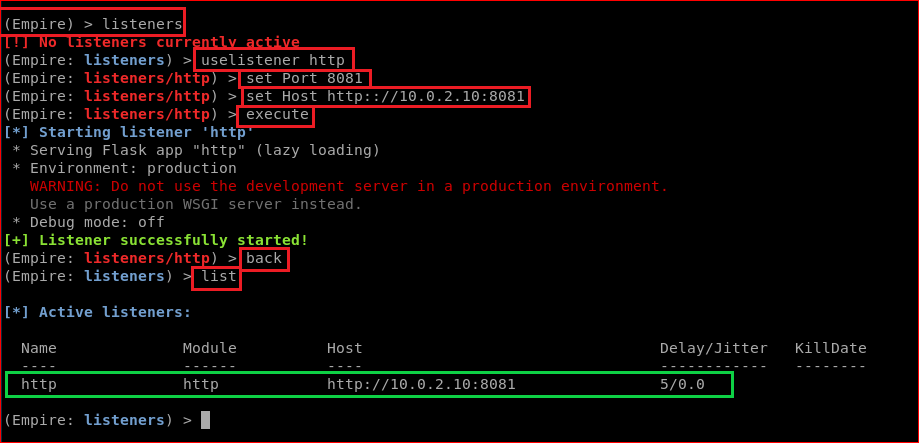 (Empire) > listeners
[!] No listeners currently active
(Empire: listeners) > uselistener http
(Empire: listeners/http) > set Port 8081
(Empire: listeners/http) > set Host http:://10.0.2.10:8081
(Empire: listeners/http) > execute
[*] Starting listener 'http'
* Serving Flask app "http" (lazy loading)
* Environment: production
WARNING: Do not use the development server in a production environment.
Use a production WSGI server instead.
* Debug mode: off
[+] Listener successfully started!
(Empire: listeners/http) > back
(Empire: listeners) > list
[*] Active listeners:
Name Module Host Delay/Jitter KillDate
---- ------ ---- ------------ --------
http http http://10.0.2.10:8081 5/0.0
(Empire: listeners) >